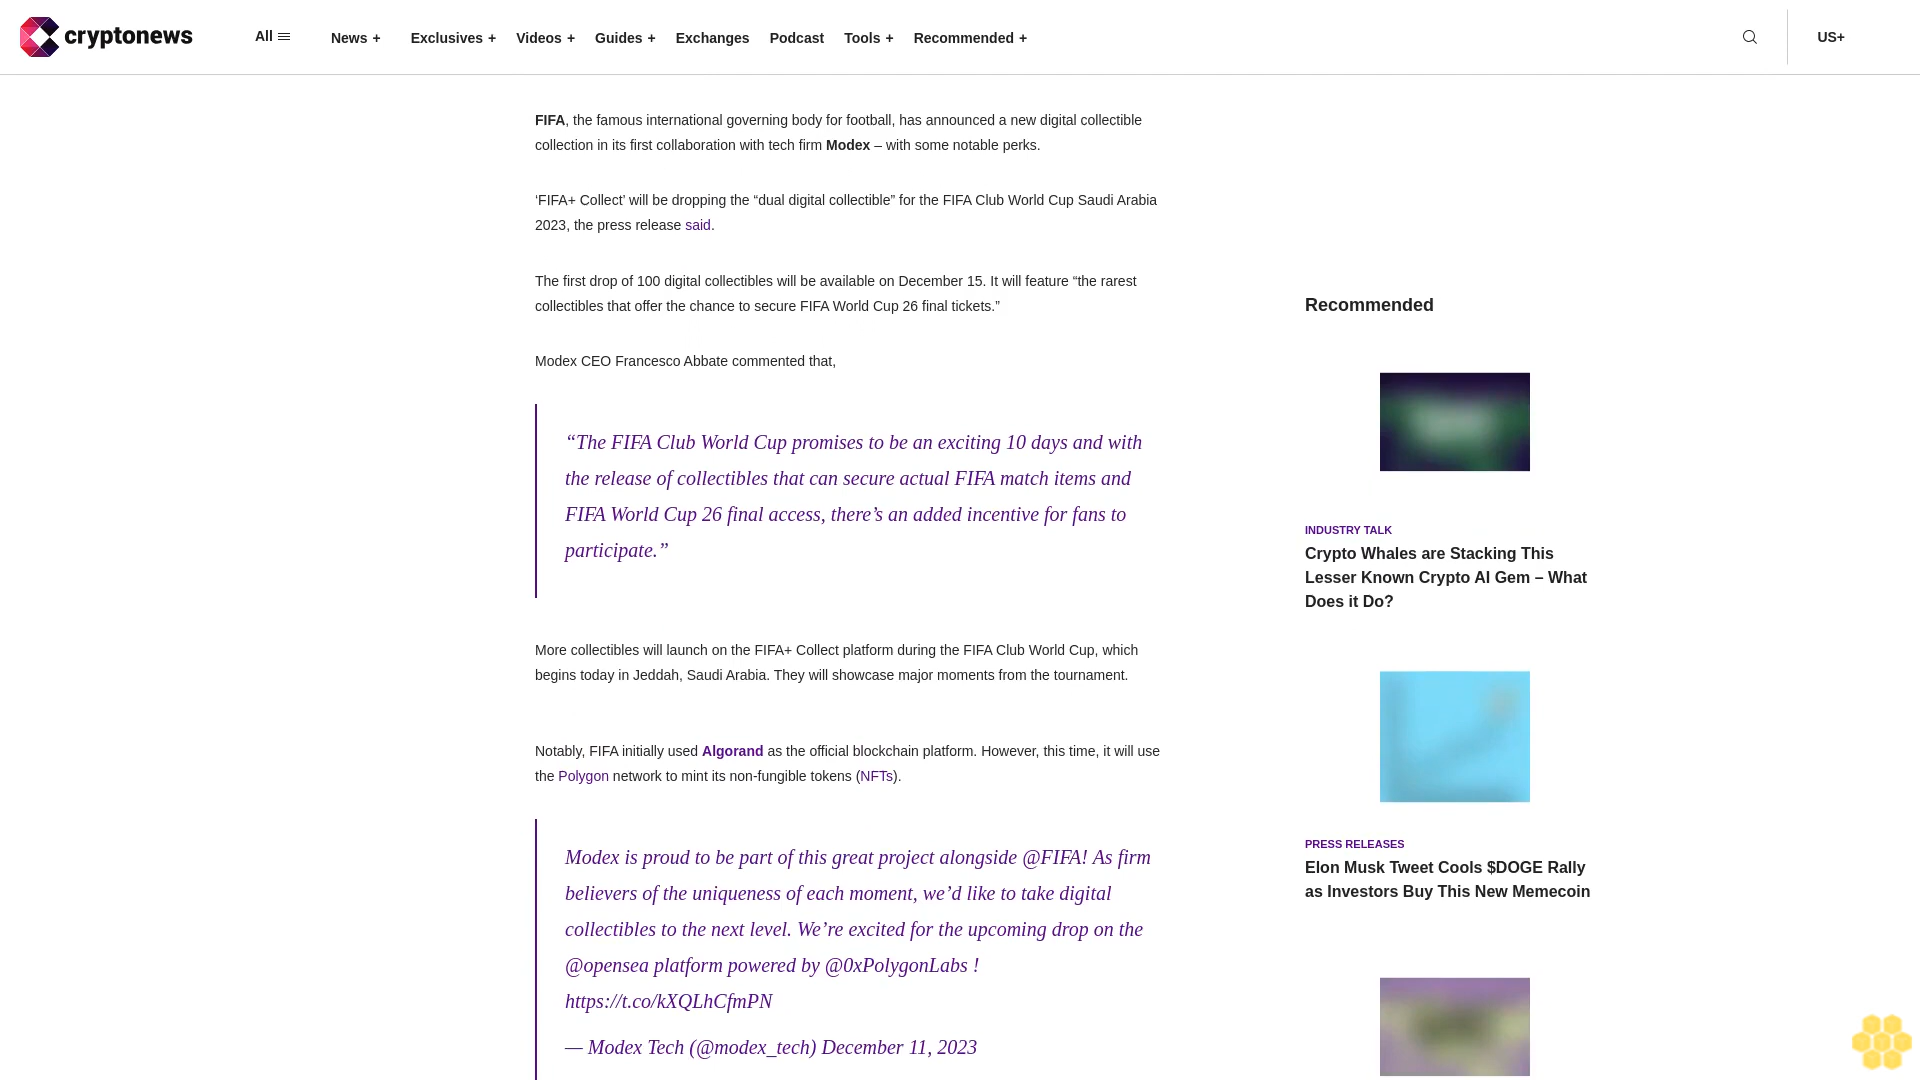 cryptonews
All
News +
Exclusives +
Videos +
Guides +
Exchanges
Podcast
Tools +
Recommended +
US+
FIFA, the famous international governing body for football, has announced a new digital collectible
collection in its first collaboration with tech firm Modex – with some notable perks.
‘FIFA+ Collect’ will be dropping the “dual digital collectible” for the FIFA Club World Cup Saudi Arabia
2023, the press release said.
The first drop of 100 digital collectibles will be available on December 15. It will feature “the rarest
collectibles that offer the chance to secure FIFA World Cup 26 final tickets.”
Modex CEO Francesco Abbate commented that,
“The FIFA Club World Cup promises to be an exciting 10 days and with
the release of collectibles that can secure actual FIFA match items and
FIFA World Cup 26 final access, there’s an added incentive for fans to
participate.”
More collectibles will launch on the FIFA+ Collect platform during the FIFA Club World Cup, which
begins today in Jeddah, Saudi Arabia. They will showcase major moments from the tournament.
Notably, FIFA initially used Algorand as the official blockchain platform. However, this time, it will use
the Polygon network to mint its non-fungible tokens (NFTs).
Modex is proud to be part of this great project alongside @FIFA! As firm
believers of the uniqueness of each moment, we’d like to take digital
collectibles to the next level. We’re excited for the upcoming drop on the
@opensea platform powered by @0xPolygonLabs !
https://t.co/kXQLhCfmPN
— Modex Tech (@modex_tech) December 11, 2023
Recommended
INDUSTRY TALK
Crypto Whales are Stacking This
Lesser Known Crypto AI Gem – What
Does it Do?
PRESS RELEASES
Elon Musk Tweet Cools $DOGE Rally
as Investors Buy This New Memecoin